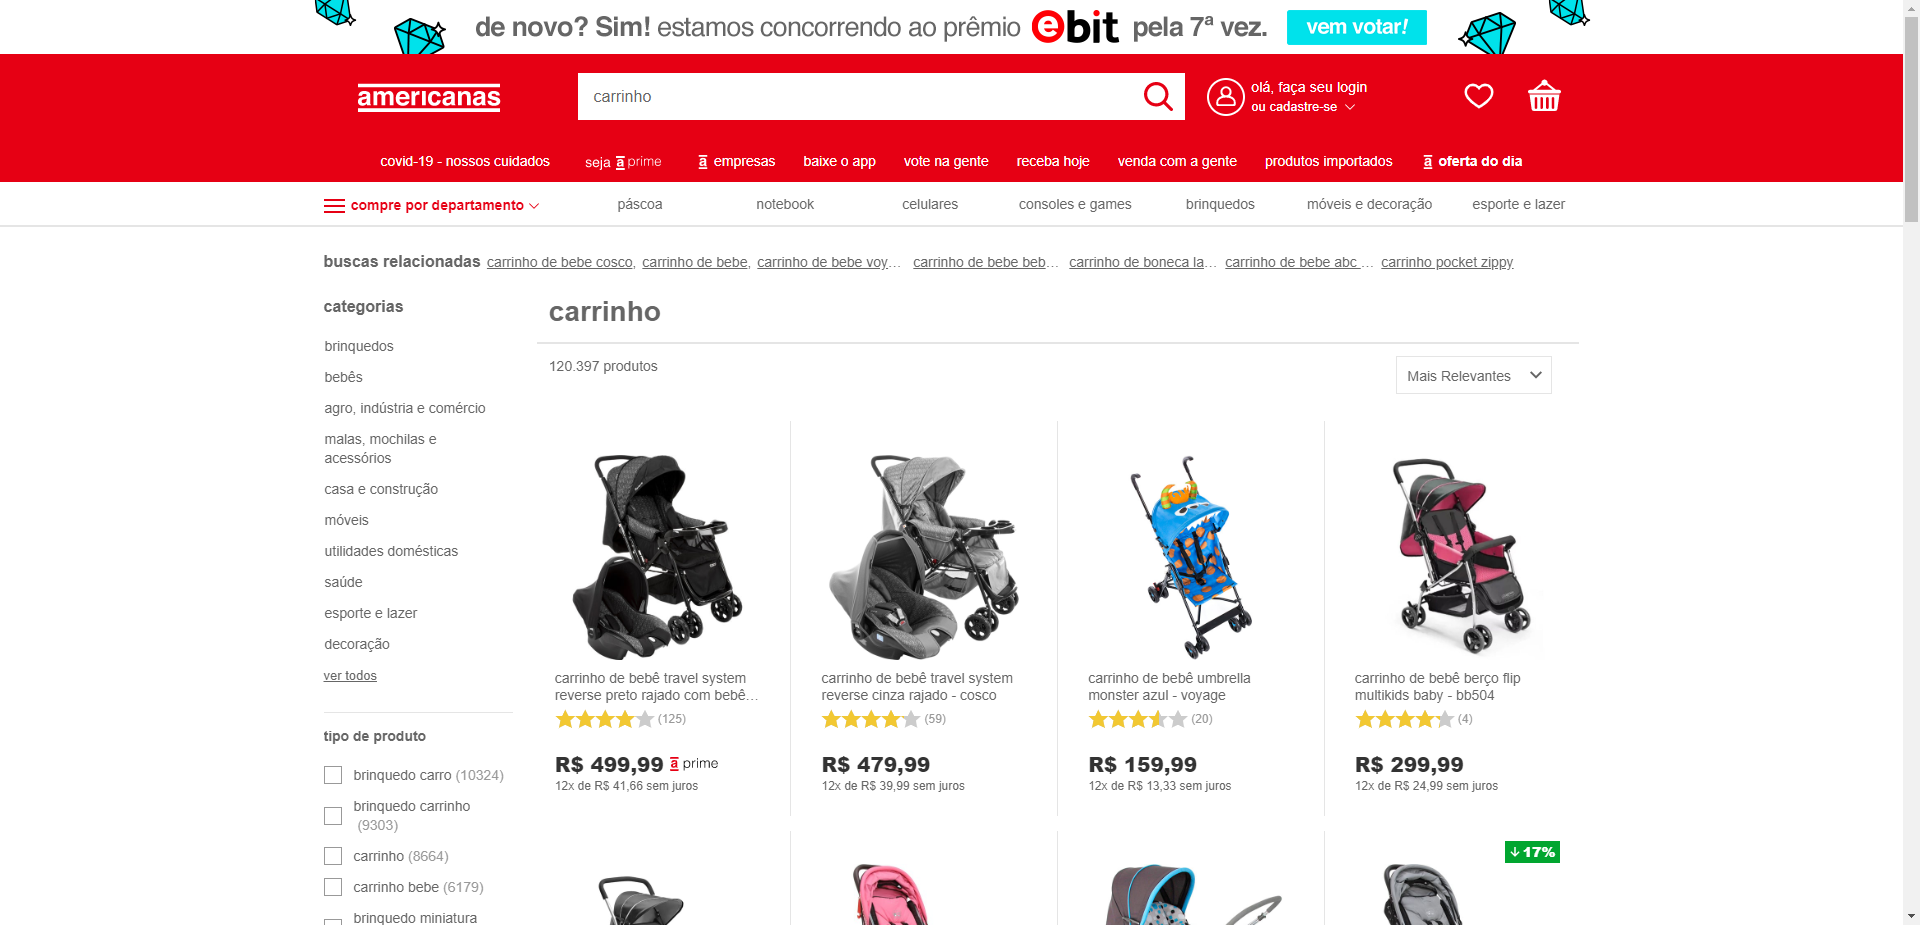 de novo? Sim! estamos concorrendo ao prêmio ebit pela 7ª vez. vem votar!
americanas
carrinho
olá, faça seu login
ou cadastre-se
covid-19 - nossos cuidados
seja a prime
a empresas
baixe o app
vote na gente
receba hoje
venda com a gente
produtos importados
a oferta do dia
compre por departamento
páscoa
notebook
celulares
consoles e games
brinquedos
móveis e decoração
esporte e lazer
buscas relacionadas carrinho de bebe cosco, carrinho de bebe, carrinho de bebe voy... carrinho de bebe beb... carrinho de boneca la... carrinho de bebe abc ... carrinho pocket zippy
categorias
brinquedos
bebês
agro, indústria e comércio
malas, mochilas e
acessórios
casa e construção
móveis
utilidades domésticas
saúde
esporte e lazer
decoração
ver todos
tipo de produto
brinquedo carro (10324)
brinquedo carrinho
(9303)
carrinho (8664)
carrinho bebe (6179)
brinquedo miniatura
carrinho
120.397 produtos
Mais Relevantes
carrinho de bebê travel system
reverse preto rajado com bebê...
(125)
R$ 499,99 a prime
12x de R$ 41,66 sem juros
carrinho de bebê travel system
reverse cinza rajado - cosco
(59)
R$ 479,99
12x de R$ 39,99 sem juros
carrinho de bebê umbrella
monster azul - voyage
(20)
R$ 159,99
12x de R$ 13,33 sem juros
carrinho de bebê berço flip
multikids baby - bb504
(4)
R$ 299,99
12x de R$ 24,99 sem juros
17%